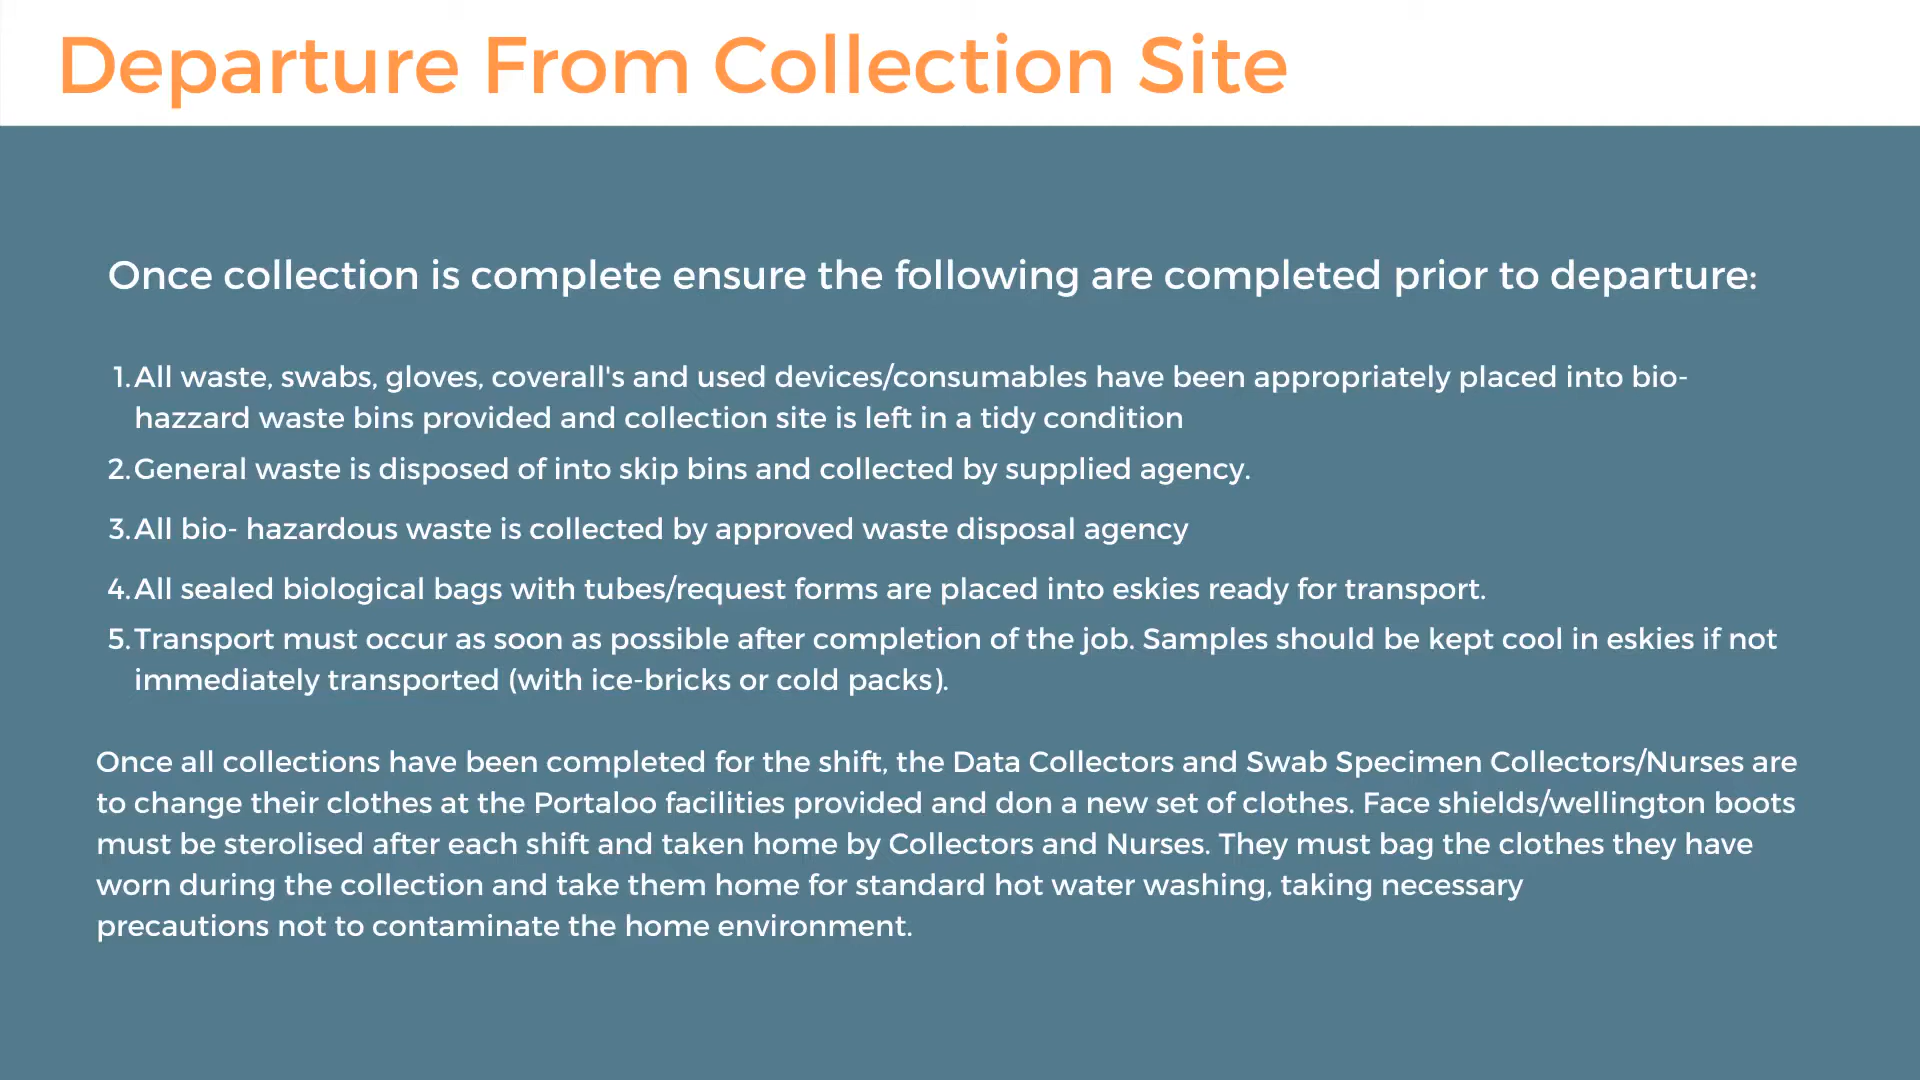 Departure From Collection Site
Once collection is complete ensure the following are completed prior to departure:
1. All waste, swabs, gloves, coverall's and used devices/consumables have been appropriately placed into bio-
hazzard waste bins provided and collection site is left in a tidy condition
2. General waste is disposed of into skip bins and collected by supplied agency.
3. All bio- hazardous waste is collected by approved waste disposal agency
4. All sealed biological bags with tubes/request forms are placed into eskies ready for transport.
5. Transport must occur as soon as possible after completion of the job. Samples should be kept cool in eskies if not
immediately transported (with ice-bricks or cold packs).
Once all collections have been completed for the shift, the Data Collectors and Swab Specimen Collectors/Nurses are
to change their clothes at the Portaloo facilities provided and don a new set of clothes. Face shields/wellington boots
must be sterolised after each shift and taken home by Collectors and Nurses. They must bag the clothes they have
worn during the collection and take them home for standard hot water washing, taking necessary
precautions not to contaminate the home environment.